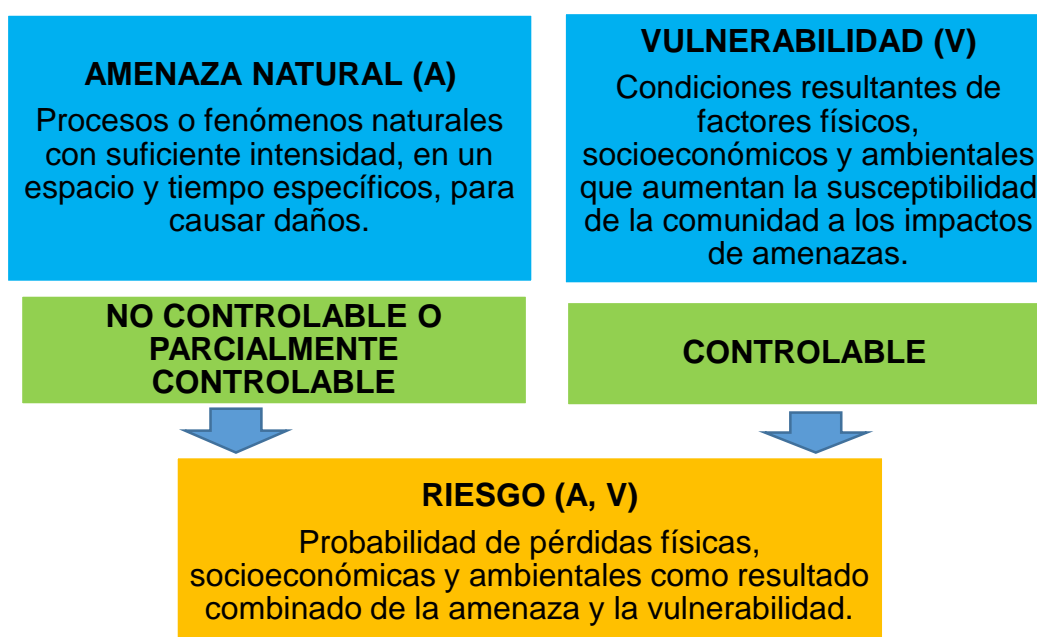 AMENAZA NATURAL (A)
Procesos o fenómenos naturales
con suficiente intensidad, en un
espacio y tiempo específicos, para
causar daños.
VULNERABILIDAD (V)
Condiciones resultantes de
factores físicos,
socioeconómicos y ambientales
que aumentan la susceptibilidad
de la comunidad a los impactos
de amenazas.
NO CONTROLABLE O
PARCIALMENTE
CONTROLABLE
CONTROLABLE
RIESGO (A, V)
Probabilidad de pérdidas físicas,
socioeconómicas y ambientales como resultado
combinado de la amenaza y la vulnerabilidad.